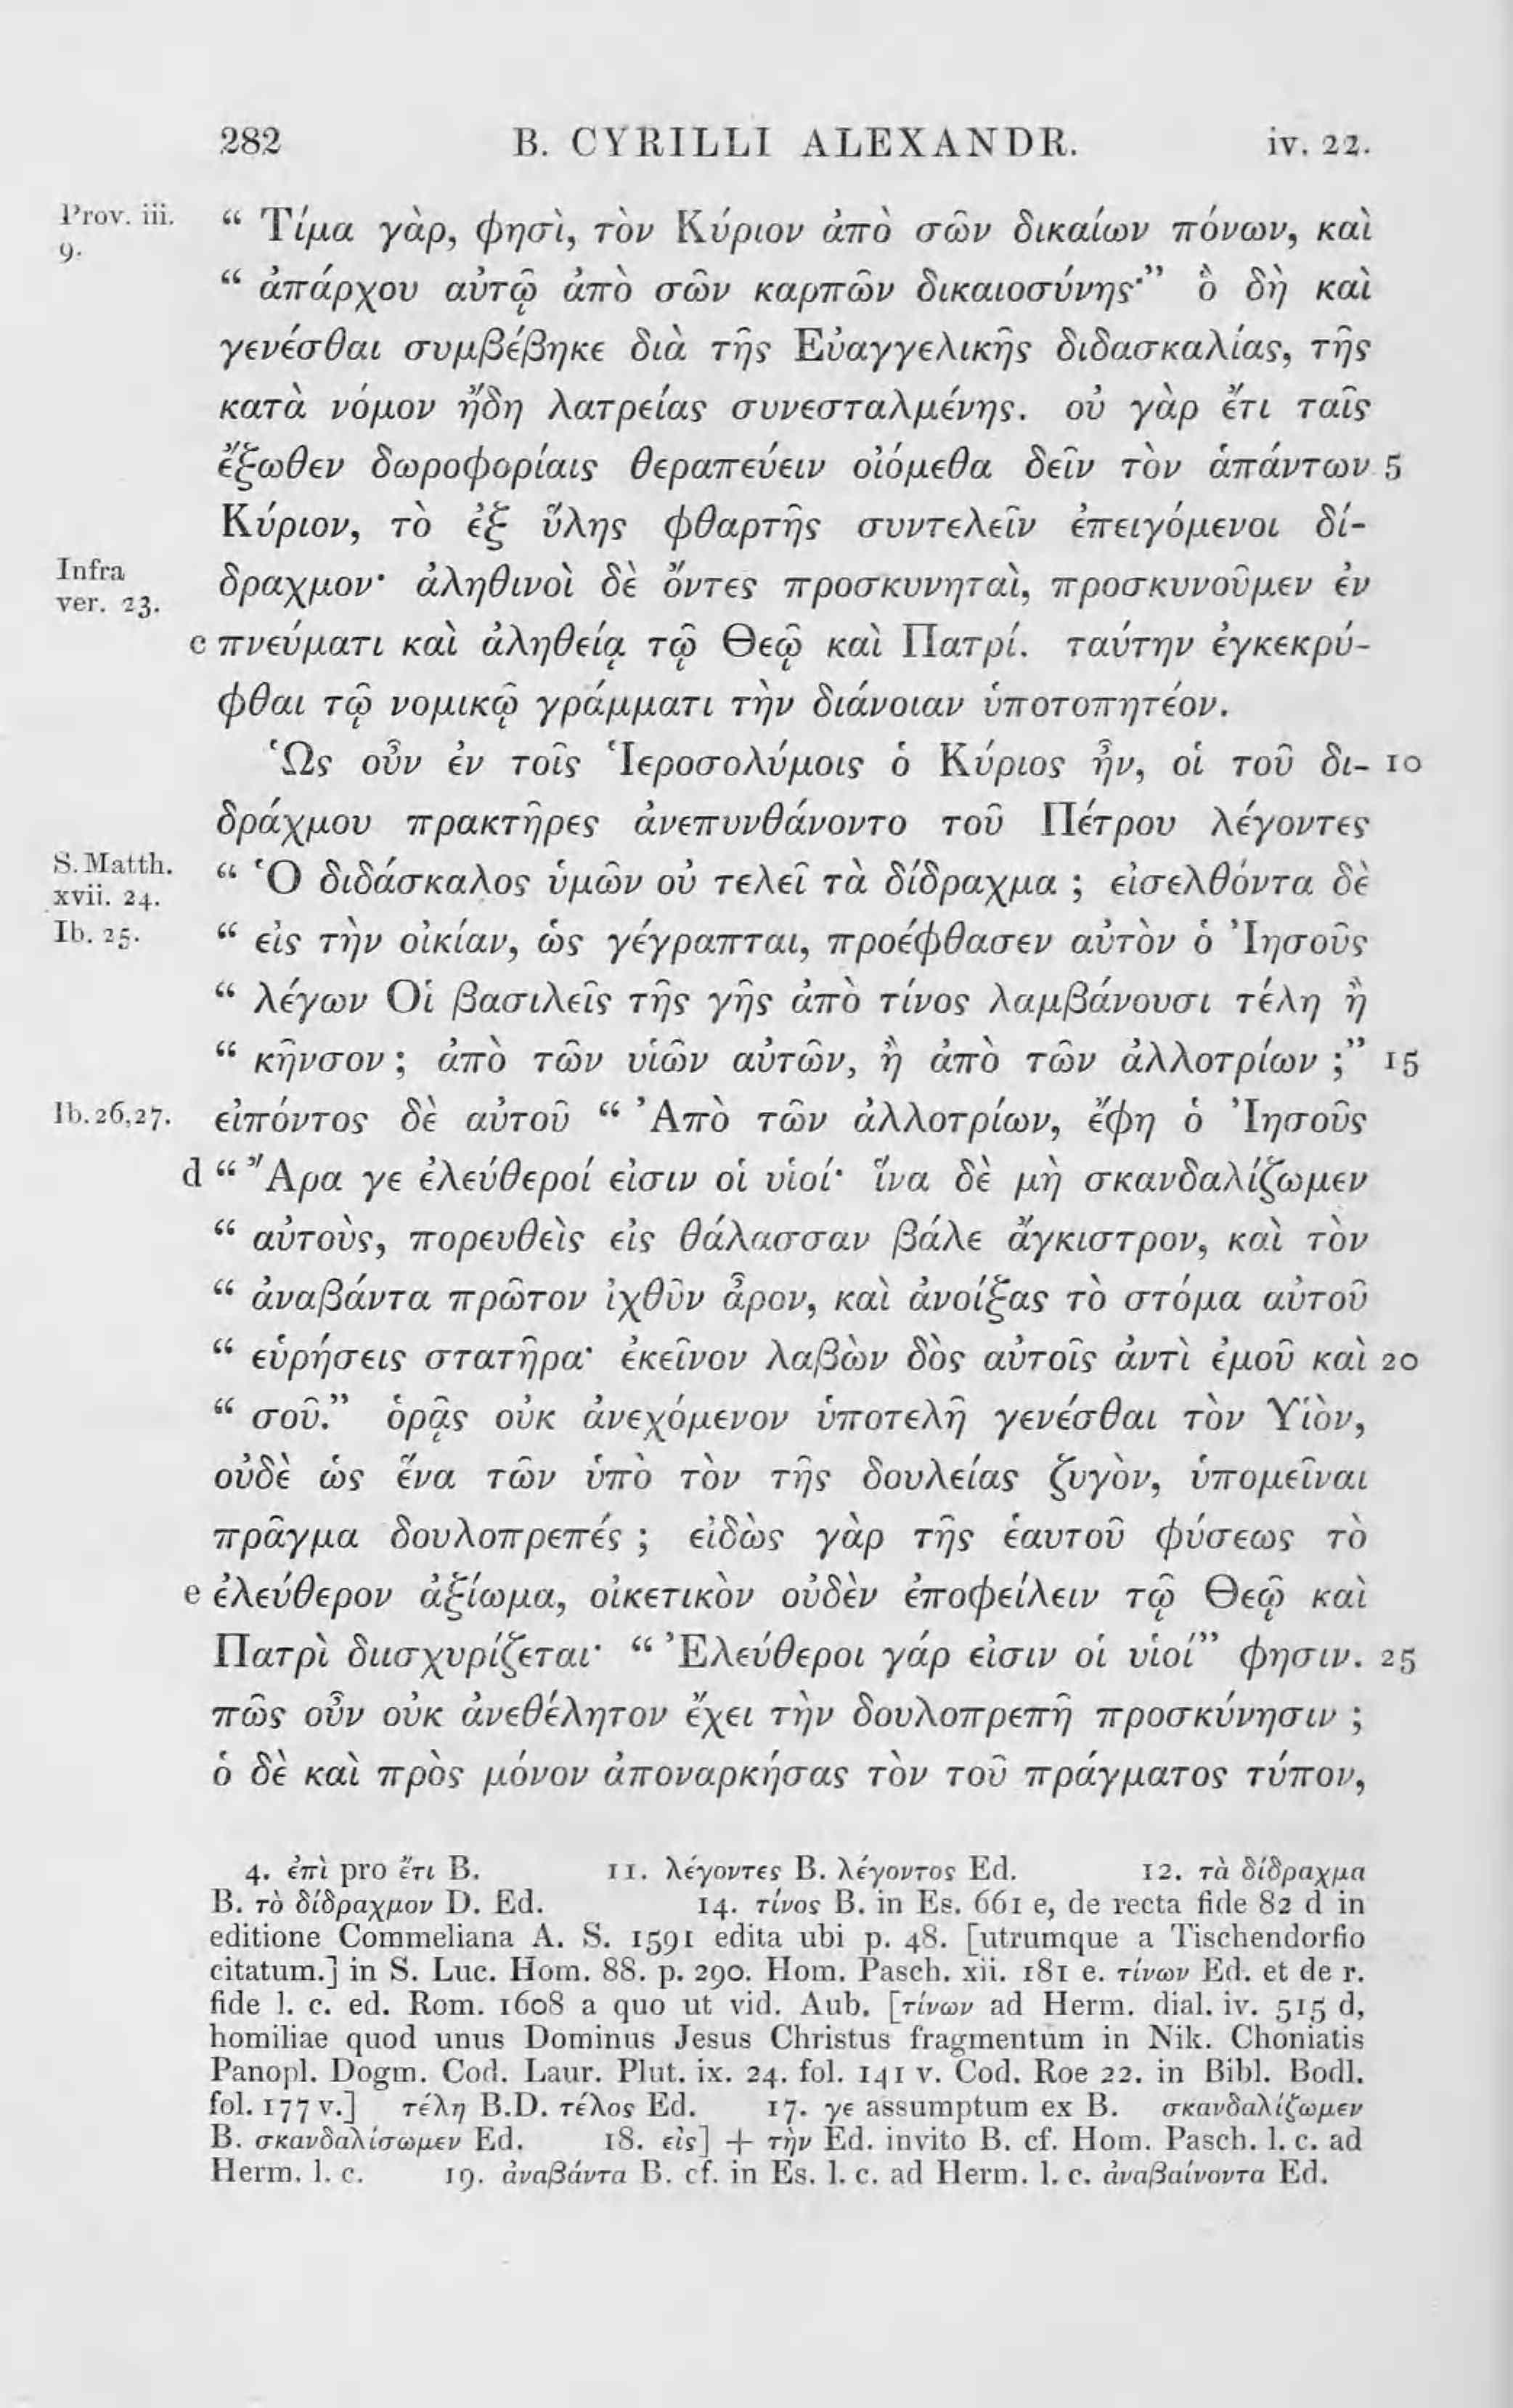 282 B. CYRILLI ALEXANDR. iv. 22.
Prov. iii. 9.
“ Τίμα γὰρ, φησὶ, τὸν Κύριον ἀπὸ σῶν δικαίων πόνων, καὶ
“ ἀπάρχου αὐτῷ ἀπὸ σῶν καρπῶν δικαιοσύνης·” ὃ δὴ καὶ
γενέσθαι συμβέβηκε διὰ τῆς Εὐαγγελικῆς διδασκαλίας, τῆς
κατὰ νόμον ἤδη λατρείας συνεσταλμένης. οὐ γὰρ ἔτι ταῖς
ἔξωθεν δωροφορίαις θεραπεύειν οἰόμεθα δεῖν τὸν ἁπάντων 5
Κύριον, τὸ ἐξ ὕλης φθαρτῆς συντελεῖν ἐπειγόμενοι δί-
Infra ver. 23.
δραχμον· ἀληθινοὶ δὲ ὄντες προσκυνηταὶ, προσκυνοῦμεν ἐν
c πνεύματι καὶ ἀληθείᾳ τῷ Θεῷ καὶ Πατρί. ταύτην ἐγκεκρύ-
φθαι τῷ νομικῷ γράμματι τὴν διάνοιαν ὑποτοπητέον.
Ὡς οὖν ἐν τοῖς Ἱεροσολύμοις ὁ Κύριος ἦν, οἱ τοῦ δι- 10
δράχμου πρακτῆρες ἀνεπυνθάνοντο τοῦ Πέτρου λέγοντες
S. Matth. xvii. 24.
“ Ὁ διδάσκαλος ὑμῶν οὐ τελεῖ τὰ δίδραχμα ; εἰσελθόντα δὲ
Ib. 25.
“ εἰς τὴν οἰκίαν, ὡς γέγραπται, προέφθασεν αὐτὸν ὁ Ἰησοῦς
“ λέγων Οἱ βασιλεῖς τῆς γῆς ἀπὸ τίνος λαμβάνουσι τέλη ἢ
“ κῆνσον ; ἀπὸ τῶν υἱῶν αὐτῶν, ἢ ἀπὸ τῶν ἀλλοτρίων ;” 15
Ib. 26, 27.
εἰπόντος δὲ αὐτοῦ “ Ἀπὸ τῶν ἀλλοτρίων, ἔφη ὁ Ἰησοῦς
d “ Ἄρα γε ἐλεύθεροί εἰσιν οἱ υἱοί· ἵνα δὲ μὴ σκανδαλίζωμεν
“ αὐτοὺς, πορευθεὶς εἰς θάλασσαν βάλε ἄγκιστρον, καὶ τὸν
“ ἀναβάντα πρῶτον ἰχθῦν ἆρον, καὶ ἀνοίξας τὸ στόμα αὐτοῦ
“ εὑρήσεις στατῆρα· ἐκεῖνον λαβὼν δὸς αὐτοῖς ἀντὶ ἐμοῦ καὶ 20
“ σοῦ.” ὁρᾷς οὐκ ἀνεχόμενον ὑποτελῆ γενέσθαι τὸν Υἱὸν,
οὐδὲ ὡς ἕνα τῶν ὑπὸ τὸν τῆς δουλείας ζυγὸν, ὑπομεῖναι
πρᾶγμα δουλοπρεπές ; εἰδὼς γὰρ τῆς ἑαυτοῦ φύσεως τὸ
e ἐλεύθερον ἀξίωμα, οἰκετικὸν οὐδὲν ἐποφείλειν τῷ Θεῷ καὶ
Πατρὶ διισχυρίζεται· “ Ἐλεύθεροι γάρ εἰσιν οἱ υἱοί” φησιν. 25
πῶς οὖν οὐκ ἀνεθέλητον ἔχει τὴν δουλοπρεπῆ προσκύνησιν ;
ὁ δὲ καὶ πρὸς μόνον ἀποναρκήσας τὸν τοῦ πράγματος τύπον,
4. ἐπὶ pro ἔτι B. 11. λέγοντες B. λέγοντος Ed. 12. τὰ δίδραχμα
B. τὸ δίδραχμον D. Ed. 14. τίνος B. in Es. 661 e, de recta fide 82 d in
editione Commeliana A. S. 1591 edita ubi p. 48. [utrumque a Tischendorfio
citatum.] in S. Luc. Hom. 88. p. 290. Hom. Pasch. xii. 181 e. τίνων Ed. et de r.
fide l. c. ed. Rom. 1608 a quo ut vid. Aub. [τίνων ad Herm. dial. iv. 515 d,
homiliae quod unus Dominus Jesus Christus fragmentum in Nik. Choniatis
Panopl. Dogm. Cod. Laur. Plut. ix. 24. fol. 141 v. Cod. Roe 22. in Bibl. Bodl.
fol. 177 v.] τέλη B.D. τέλος Ed. 17. γε assumptum ex B. σκανδαλίζωμεν
B. σκανδαλίσωμεν Ed. 18. εἰς] + τὴν Ed. invito B. cf. Hom. Pasch. l. c. ad
Herm. l. c. 19. ἀναβάντα B. cf. in Es. l. c. ad Herm. l. c. ἀναβαίνοντα Ed.